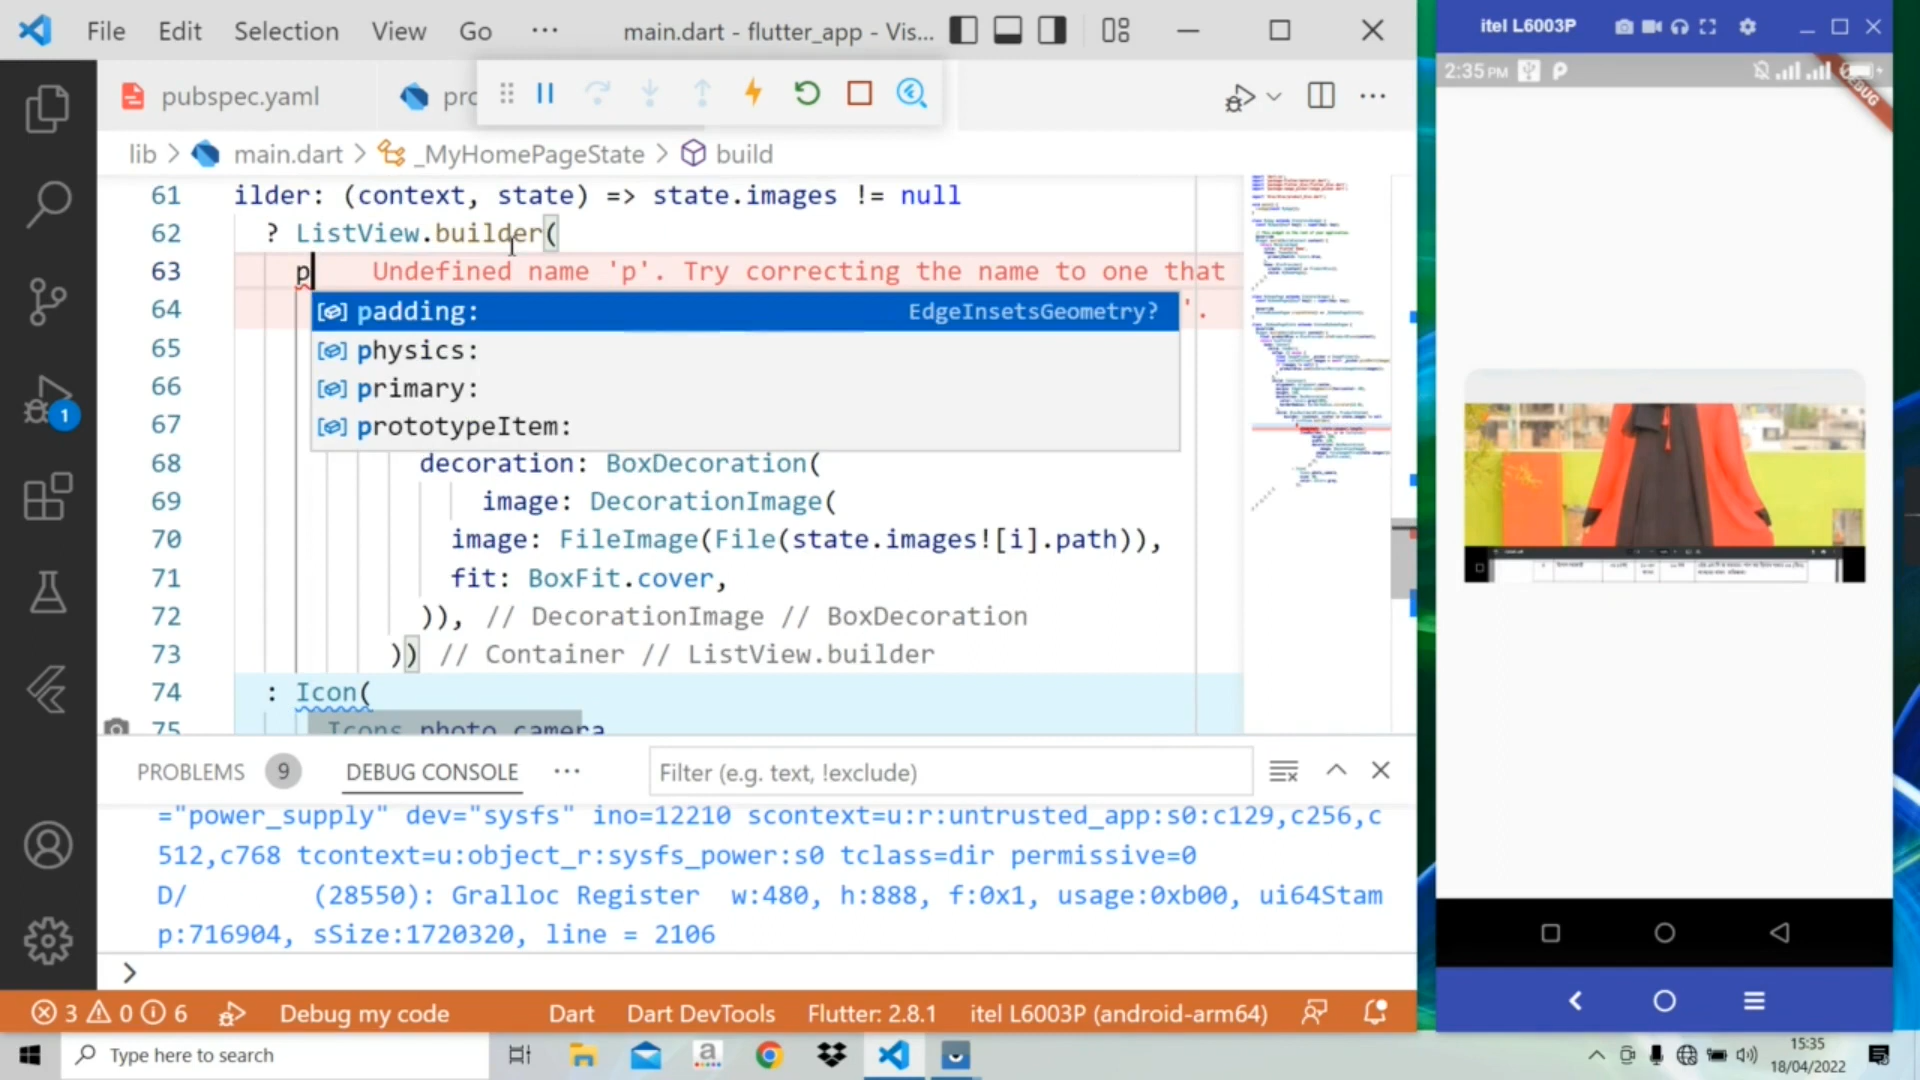 File Edit Selection View Go ··· main.dart - flutter_app - Vis...
itel L6003P
pubspec.yaml
prc
2:35 PM
DEBUG
lib > main.dart > _MyHomePageState > build
61 ilder: (context, state) => state.images != null
62 ? ListView.builder(
63 p Undefined name 'p'. Try correcting the name to one that
64 '.
padding: EdgeInsetsGeometry?
65 physics:
66 primary:
67 prototypeItem:
68 decoration: BoxDecoration(
69 image: DecorationImage(
70 image: FileImage(File(state.images![i].path)),
71 fit: BoxFit.cover,
72 )), // DecorationImage // BoxDecoration
73 )) // Container // ListView.builder
74 : Icon(
75 Icons.photo_camera
PROBLEMS 9 DEBUG CONSOLE ··· Filter (e.g. text, !exclude)
="power_supply" dev="sysfs" ino=12210 scontext=u:r:untrusted_app:s0:c129,c256,c
512,c768 tcontext=u:object_r:sysfs_power:s0 tclass=dir permissive=0
D/ (28550): Gralloc Register w:480, h:888, f:0x1, usage:0xb00, ui64Stam
p:716904, sSize:1720320, line = 2106
>
1
3 0 6 Debug my code Dart Dart DevTools Flutter: 2.8.1 itel L6003P (android-arm64)
Type here to search
15:35
18/04/2022